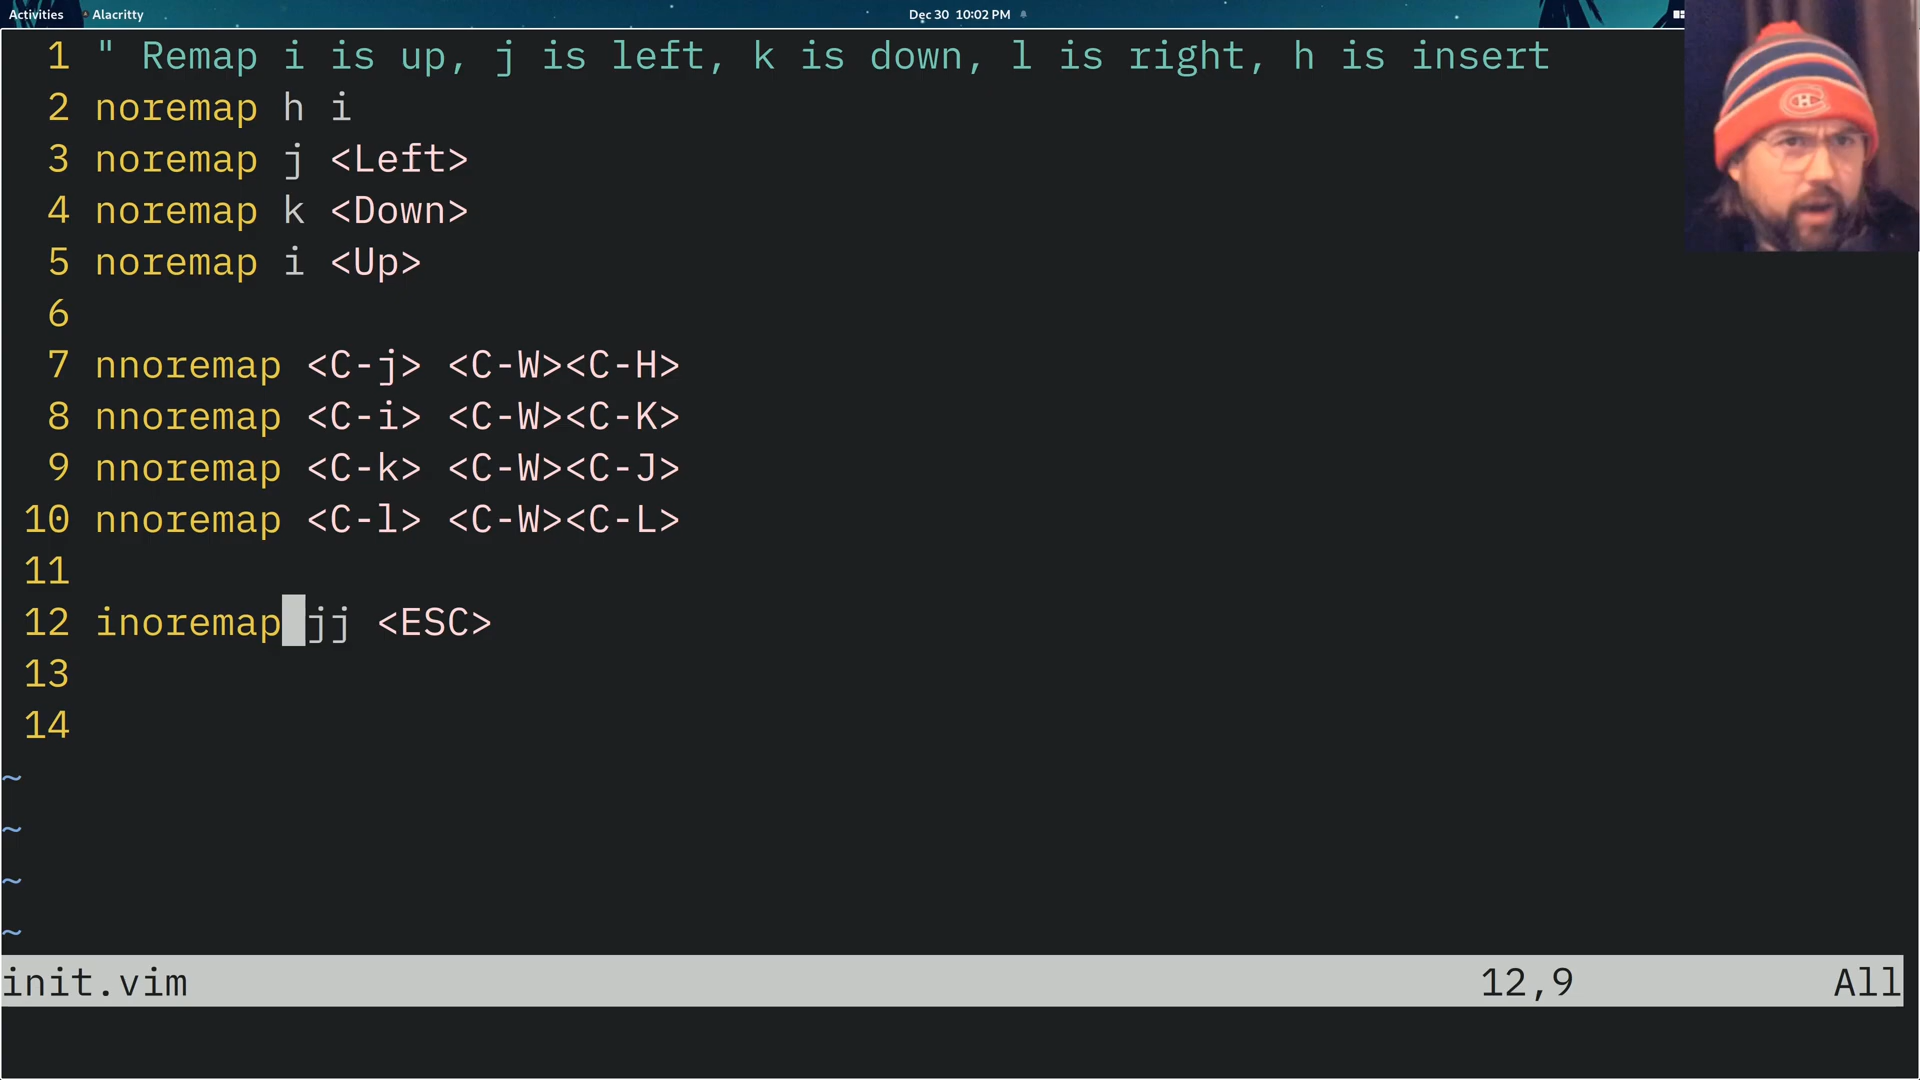 Activities Alacritty Dec 30 10:02 PM
1 " Remap i is up, j is left, k is down, l is right, h is insert
2 noremap h i
3 noremap j <Left>
4 noremap k <Down>
5 noremap i <Up>
6
7 nnoremap <C-j> <C-W><C-H>
8 nnoremap <C-i> <C-W><C-K>
9 nnoremap <C-k> <C-W><C-J>
10 nnoremap <C-l> <C-W><C-L>
11
12 inoremap jj <ESC>
13
14
~
~
~
~
init.vim 12,9 All